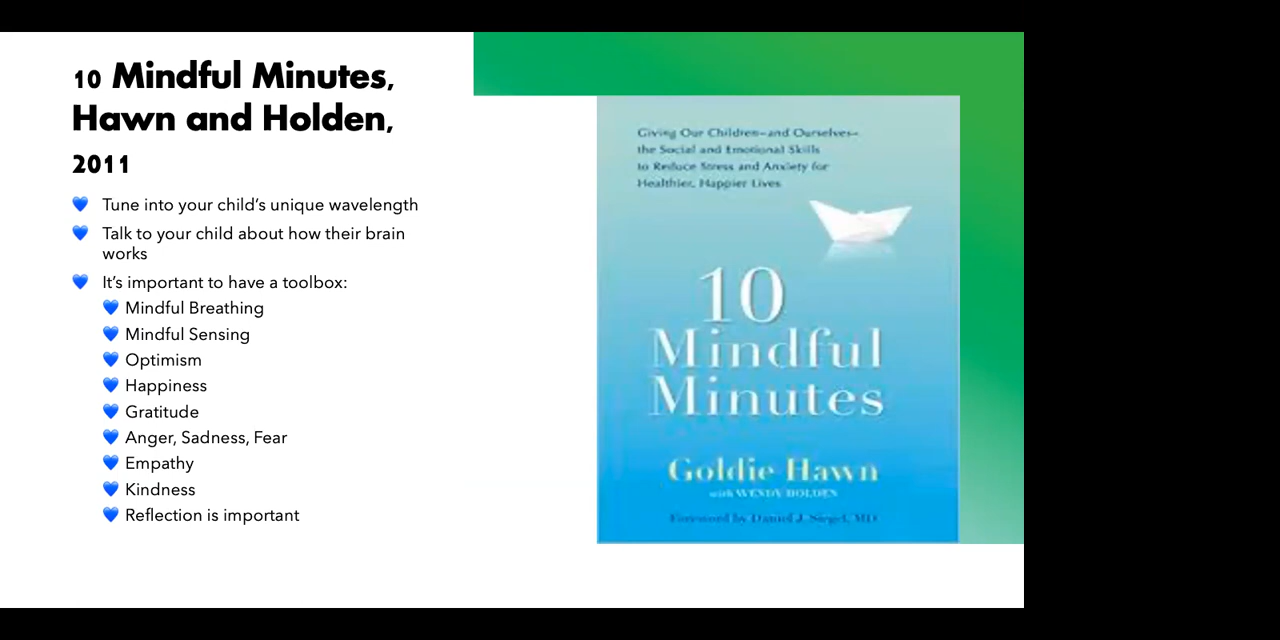 10 Mindful Minutes,
Hawn and Holden,
2011
Tune into your child's unique wavelength
Talk to your child about how their brain
works
It's important to have a toolbox:
Mindful Breathing
Mindful Sensing
Optimism
Happiness
Gratitude
Anger, Sadness, Fear
Empathy
Kindness
Reflection is important
Giving Our Children—and Ourselves—
the Social and Emotional Skills
to Reduce Stress and Anxiety for
Healthier, Happier Lives
10
Mindful
Minutes
Goldie Hawn
with WENDY HOLDEN
Foreword by Daniel J. Siegel, MD